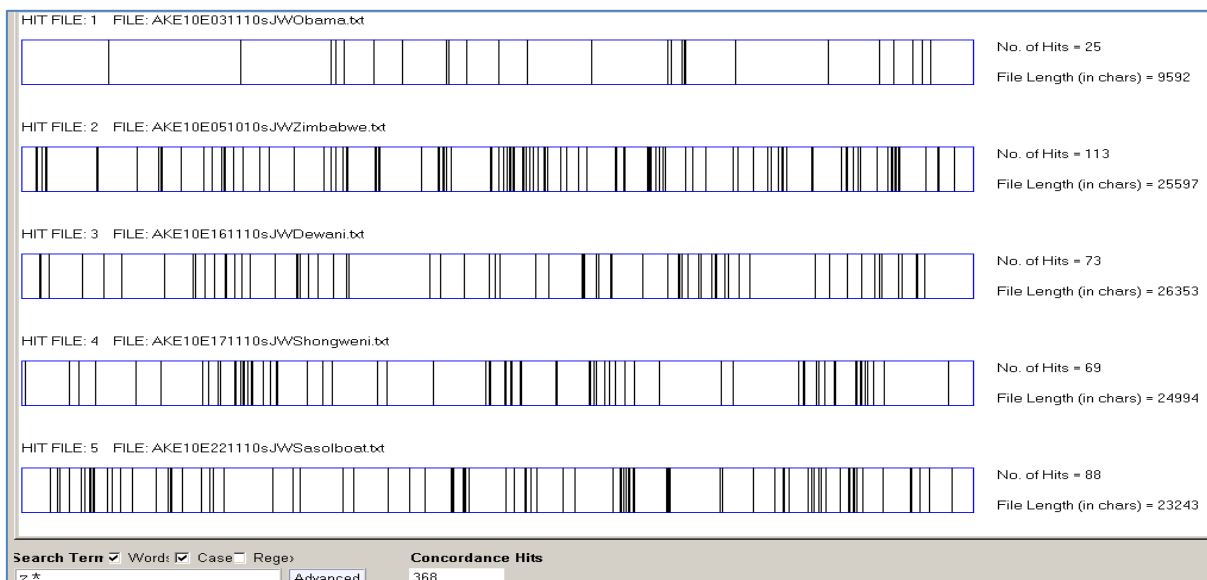 HIT FILE: 1 FILE: AKE10E031110sJWObama.txt
No. of Hits = 25
File Length (in chars) = 9592
HIT FILE: 2 FILE: AKE10E051010sJWZimbabwe.txt
No. of Hits = 113
File Length (in chars) = 25597
HIT FILE: 3 FILE: AKE10E161110sJWDewani.txt
No. of Hits = 73
File Length (in chars) = 26353
HIT FILE: 4 FILE: AKE10E171110sJWShongweni.txt
No. of Hits = 69
File Length (in chars) = 24994
HIT FILE: 5 FILE: AKE10E221110sJWSasolboat.txt
No. of Hits = 88
File Length (in chars) = 23243
Search Term Words Case Regex Concordance Hits
z.* Advanced 368